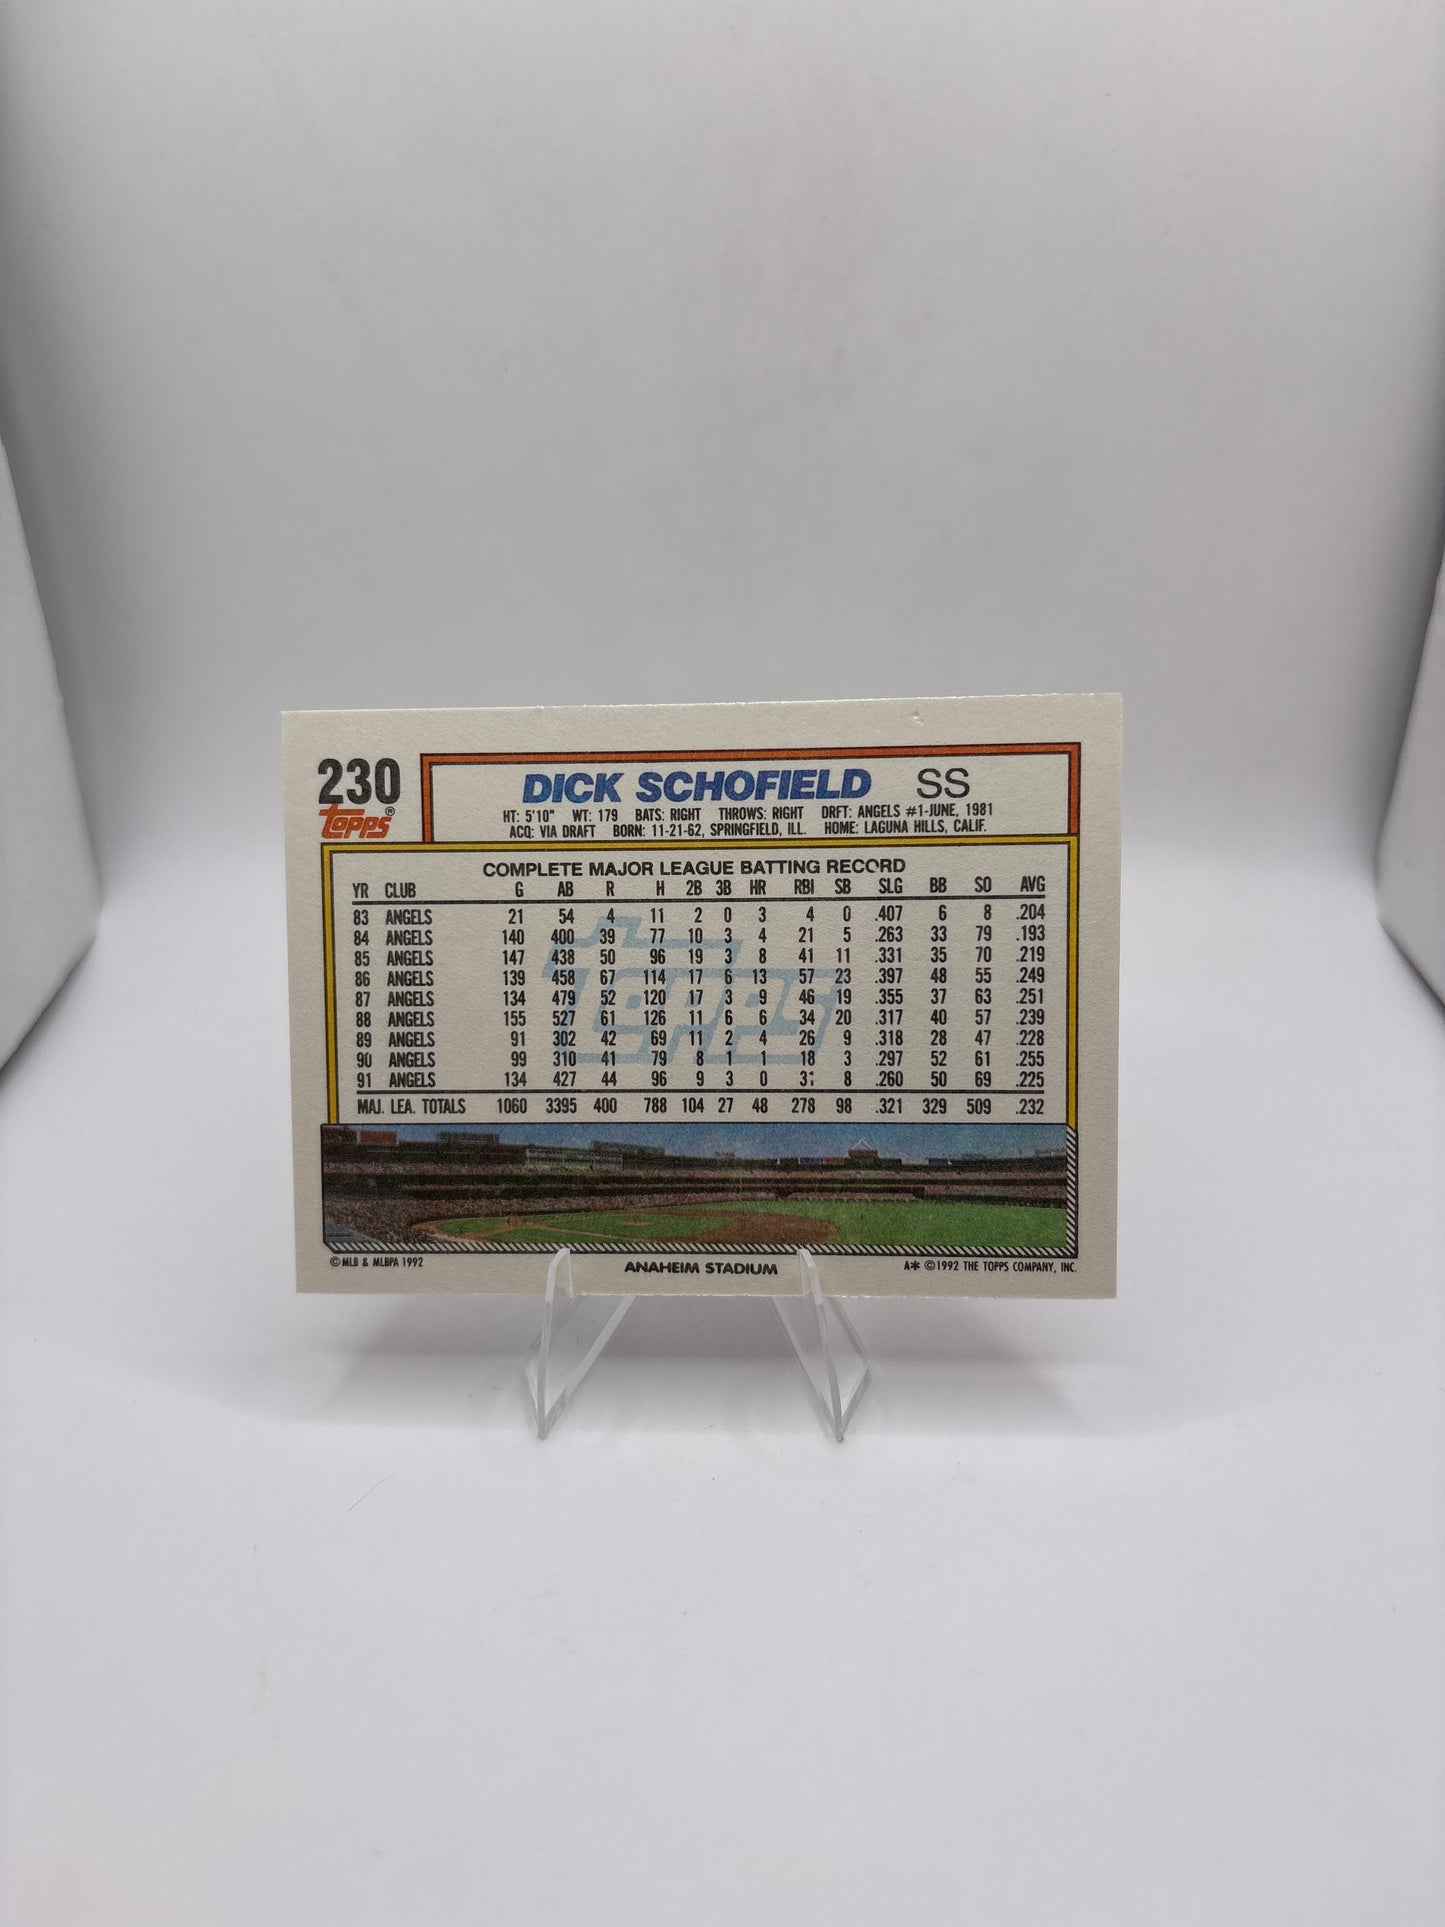 230
Topps®
DICK SCHOFIELD SS
HT: 5'10" WT: 179 BATS: RIGHT THROWS: RIGHT DRFT: ANGELS #1-JUNE, 1981
ACQ: VIA DRAFT BORN: 11-21-62, SPRINGFIELD, ILL. HOME: LAGUNA HILLS, CALIF.
COMPLETE MAJOR LEAGUE BATTING RECORD
YR CLUB G AB R H 2B 3B HR RBI SB SLG BB SO AVG
83 ANGELS 21 54 4 11 2 0 3 4 0 .407 6 8 .204
84 ANGELS 140 400 39 77 10 3 4 21 5 .263 33 79 .193
85 ANGELS 147 438 50 96 19 3 8 41 11 .331 35 70 .219
86 ANGELS 139 458 67 114 17 6 13 57 23 .397 48 55 .249
87 ANGELS 134 479 52 120 17 3 9 46 19 .355 37 63 .251
88 ANGELS 155 527 61 126 11 6 6 34 20 .317 40 57 .239
89 ANGELS 91 302 42 69 11 2 4 26 9 .318 28 47 .228
90 ANGELS 99 310 41 79 8 1 1 18 3 .297 52 61 .255
91 ANGELS 134 427 44 96 9 3 0 8 .260 50 69 .225
MAJ. LEA. TOTALS 1060 3395 400 788 104 27 48 278 98 .321 329 509 .232
Topps
© MLB & MLBPA 1992
ANAHEIM STADIUM
A* ©1992 THE TOPPS COMPANY, INC.